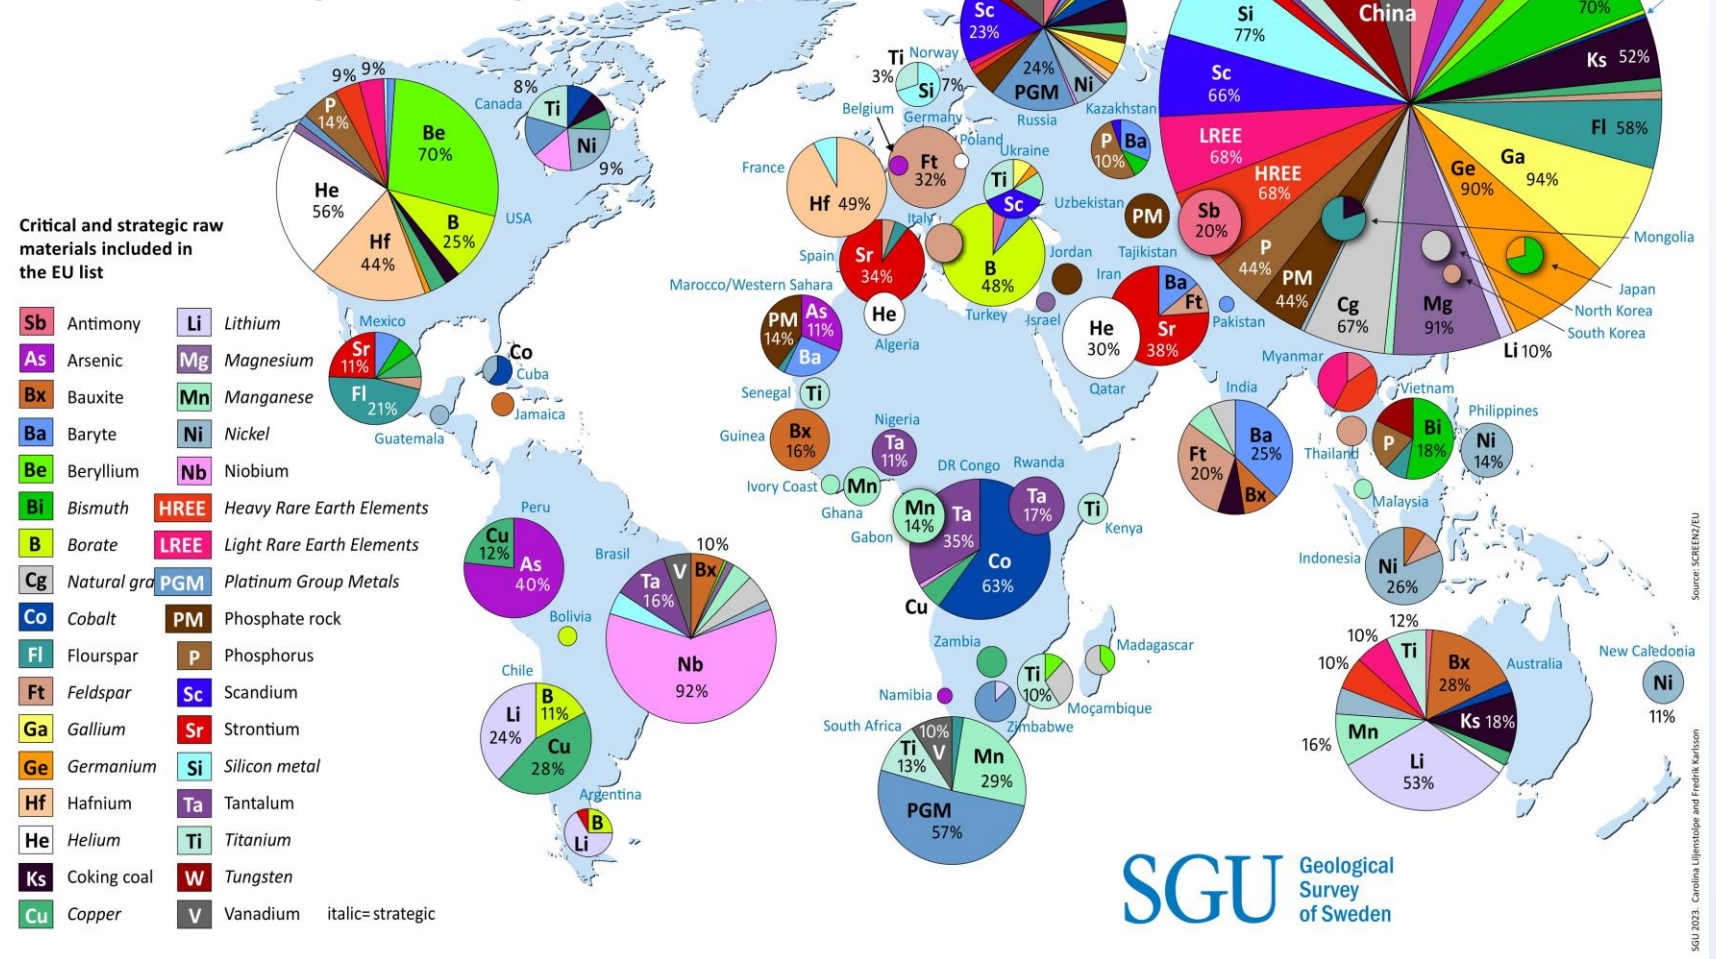 Critical and strategic raw
materials included in
the EU list
Sb Antimony
As Arsenic
Bx Bauxite
Ba Baryte
Be Beryllium
Bi Bismuth
B Borate
Cg Natural gra
Co Cobalt
Fl Flourspar
Ft Feldspar
Ga Gallium
Ge Germanium
Hf Hafnium
He Helium
Ks Coking coal
Cu Copper
Li Lithium
Mg Magnesium
Mn Manganese
Ni Nickel
Nb Niobium
HREE Heavy Rare Earth Elements
LREE Light Rare Earth Elements
PGM Platinum Group Metals
PM Phosphate rock
P Phosphorus
Sc Scandium
Sr Strontium
Si Silicon metal
Ta Tantalum
Ti Titanium
W Tungsten
V Vanadium
italic= strategic
9%
9%
P
14%
Be
70%
He
56%
B
25%
Hf
44%
USA
8%
Canada
Ti
Ni
9%
Mexico
Sr
11%
Fl
21%
Guatemala
Co
Cuba
Jamaica
Peru
Cu
12%
As
40%
Bolivia
Chile
B
11%
Li
24%
Cu
28%
Argentina
B
Li
Brasil
10%
Ta
16%
V
Bx
Nb
92%
Norway
Ti
3%
Si
7%
Belgium
Germany
Ft
32%
Poland
France
Hf 49%
Ukraine
Ti
Sc
Italy
Spain
Sr
34%
B
48%
Turkey
Marocco/Western Sahara
PM
14%
As
11%
Ba
He
Algeria
Senegal
Ti
Guinea
Bx
16%
Nigeria
Ta
11%
Ivory Coast
Mn
Ghana
Gabon
Mn
14%
DR Congo
Ta
35%
Co
63%
Cu
Rwanda
Ta
17%
Ti
Kenya
Zambia
Namibia
Zimbabwe
Ti
10%
Moçambique
Madagascar
South Africa
10%
V
Ti
13%
Mn
29%
PGM
57%
Sc
23%
24%
PGM
Ni
Russia
Kazakhstan
P
10%
Ba
Uzbekistan
PM
Tajikistan
Sb
20%
Jordan
Israel
Iran
Ba
Ft
Sr
38%
He
30%
Qatar
Pakistan
China
Si
77%
Sc
66%
LREE
68%
HREE
68%
P
44%
PM
44%
Cg
67%
Mg
91%
Li 10%
Ge
90%
Ga
94%
Fl 58%
Ks 52%
70%
Mongolia
Japan
North Korea
South Korea
Myanmar
India
Ba
25%
Ft
20%
Bx
Thailand
Vietnam
Bi
18%
P
Philippines
Ni
14%
Malaysia
Indonesia
Ni
26%
10%
12%
10%
Ti
Bx
28%
Australia
Ks 18%
16%
Mn
Li
53%
New Caledonia
Ni
11%
SGU
Geological
Survey
of Sweden
Source: SCREEN2/EU
SGU 2023. Carolina Liljenstolpe and Fredrik Karlsson